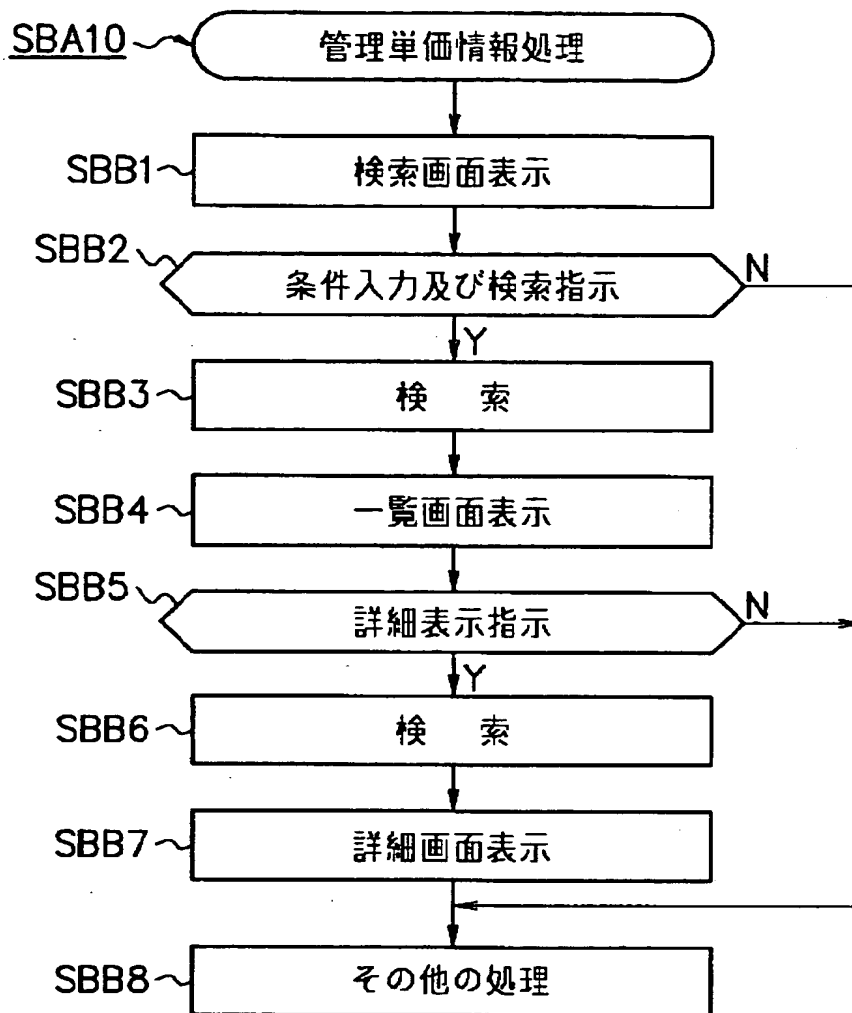 SBA10 管理単価情報処理
SBB1 検索画面表示
SBB2 条件入力及び検索指示 N
Y
SBB3 検 索
SBB4 一覧画面表示
SBB5 詳細表示指示 N
Y
SBB6 検 索
SBB7 詳細画面表示
SBB8 その他の処理